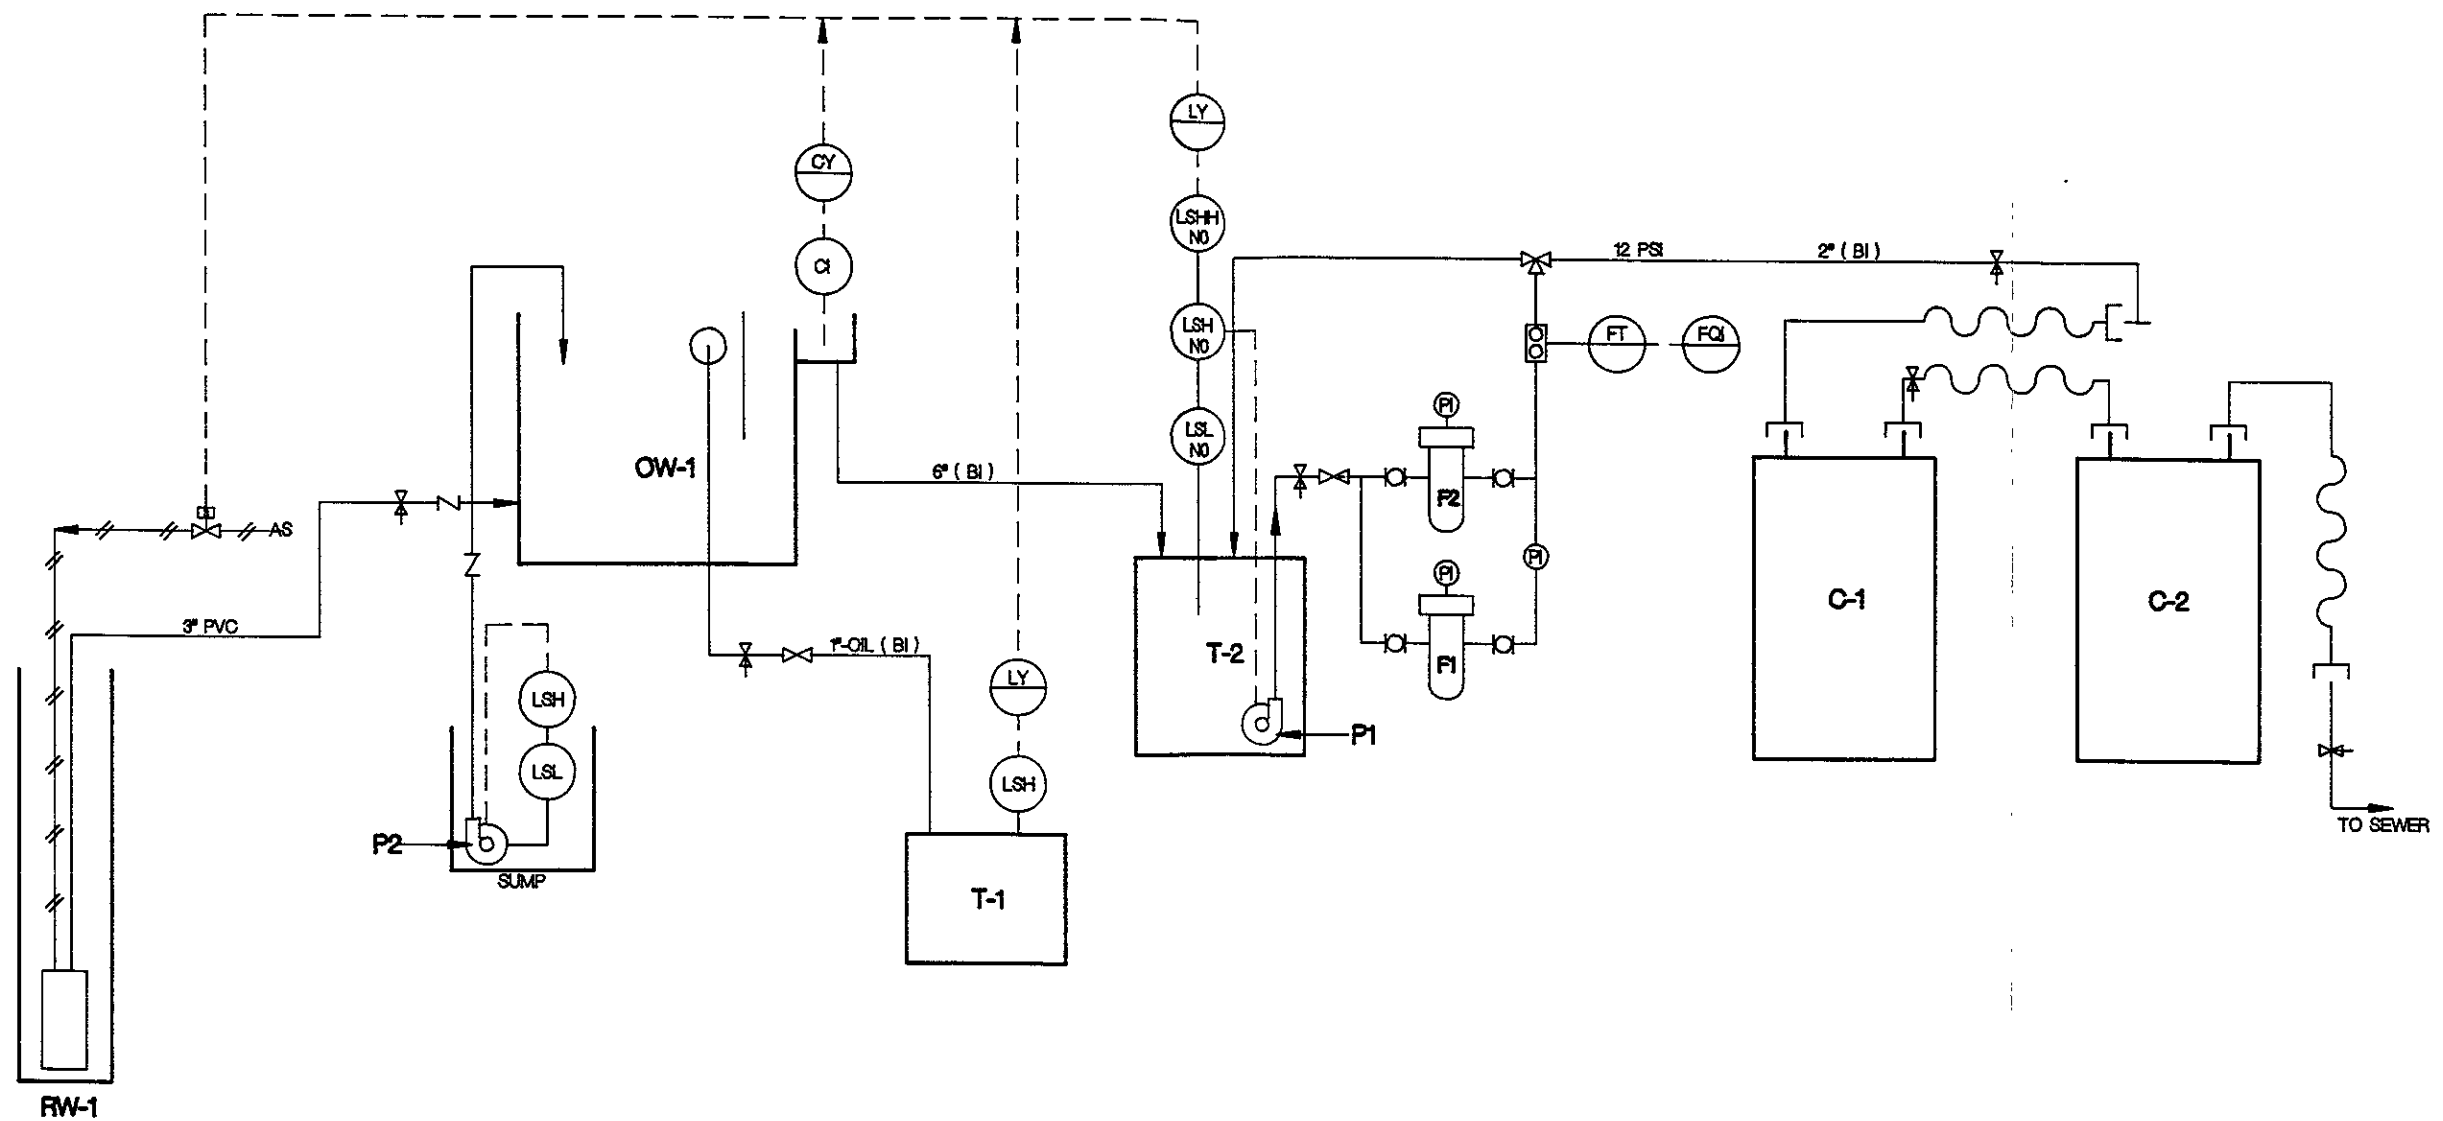 LY
CY
LSHH
NO
12 PSI
2" (BI)
CI
LSH
NO
FT
FQI
PI
LSL
NO
OW-1
6" (BI)
F2
AS
PI
PI
C-1
C-2
3" PVC
1"-OIL (BI)
T-2
F1
LSH
LY
P1
LSL
LSH
TO SEWER
P2
SUMP
T-1
RW-1